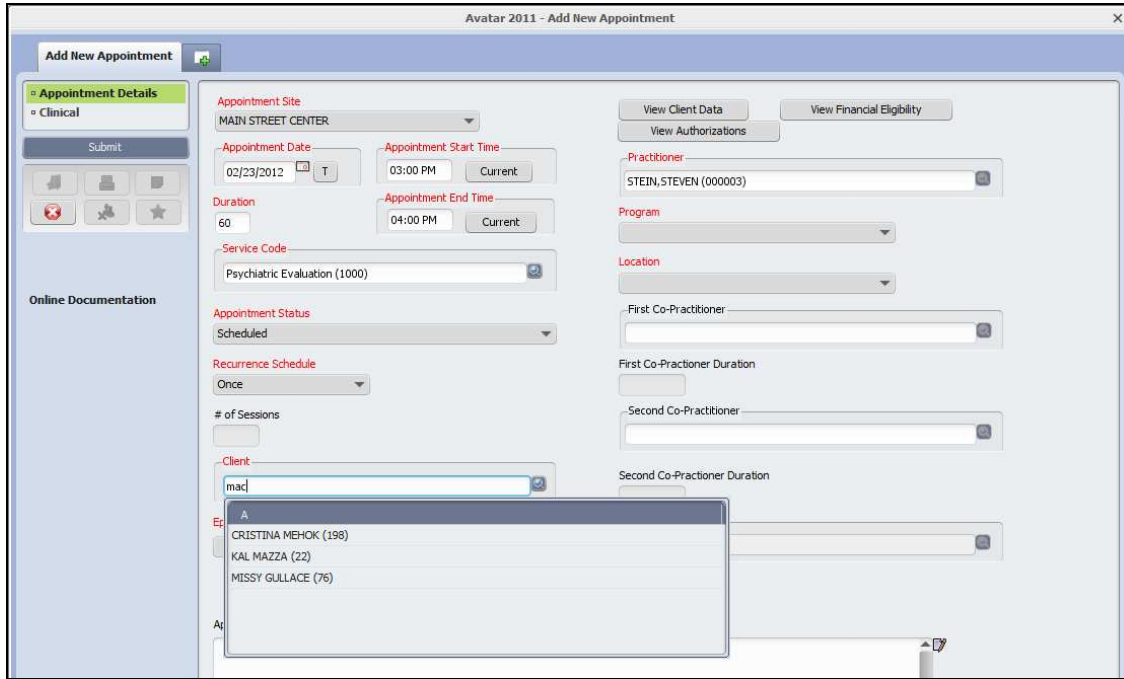 Avatar 2011 - Add New Appointment
Add New Appointment
Appointment Details
Clinical
Submit
Online Documentation
Appointment Site
MAIN STREET CENTER
Appointment Date
02/23/2012
T
Appointment Start Time
03:00 PM
Current
Duration
60
Appointment End Time
04:00 PM
Current
Service Code
Psychiatric Evaluation (1000)
Appointment Status
Scheduled
Recurrence Schedule
Once
# of Sessions
Client
mac
A
CRISTINA MEHOK (198)
KAL MAZZA (22)
MISSY GULLACE (76)
View Client Data
View Financial Eligibility
View Authorizations
Practitioner
STEIN,STEVEN (000003)
Program
Location
First Co-Practitioner
First Co-Practioner Duration
Second Co-Practitioner
Second Co-Practioner Duration